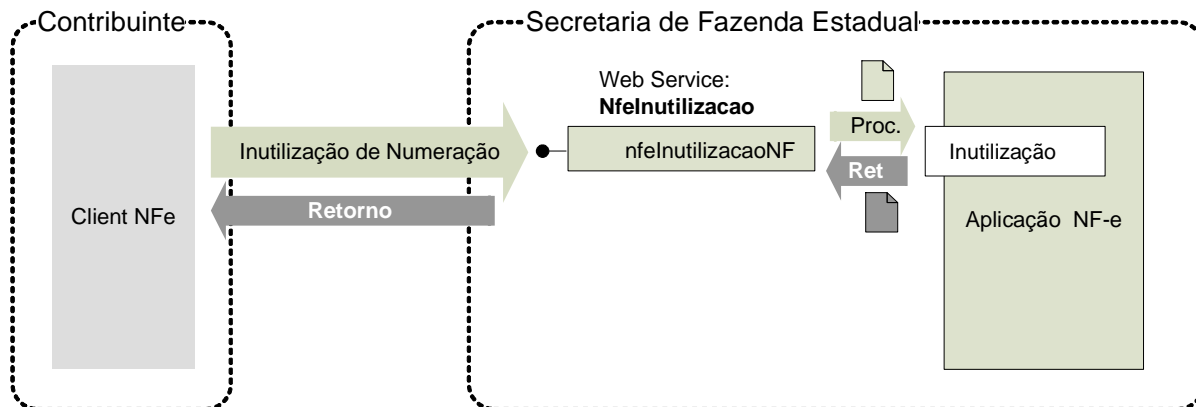 Contribuinte
Secretaria de Fazenda Estadual
Web Service:
NfeInutilizacao
Proc.
Inutilização de Numeração
nfeInutilizacaoNF
Inutilização
Ret
Retorno
Client NFe
Aplicação NF-e